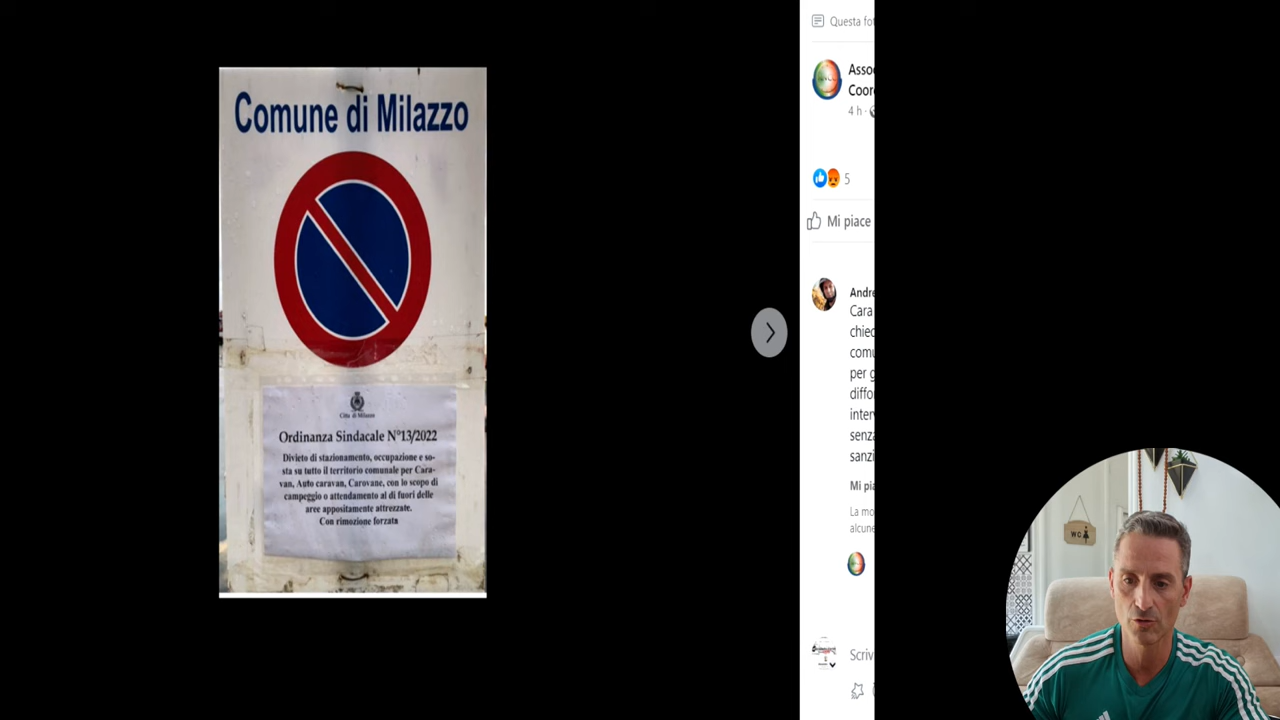 Comune di Milazzo
Città di Milazzo
Ordinanza Sindacale N°13/2022
Divieto di stazionamento, occupazione e so-
sta su tutto il territorio comunale per Cara-
van, Auto caravan, Carovane, con lo scopo di
campeggio o attendamento al di fuori delle
aree appositamente attrezzate.
Con rimozione forzata
Questa fot
Asso
Coor
4 h
5
Mi piace
Andre
Cara
chied
comu
per g
diffo
inter
senza
sanzi
Mi pia
La mo
alcune
Scriv
WC